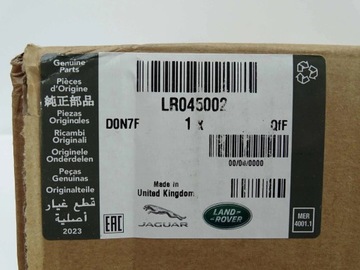 Genuine
Parts
Pièces
d'Origine
純正部品
Piezas
Originales
Ricambi
Originali
Originele
Onderdelen
Peças
Genuinas
Originalteile
قطع غيار
أصلية
2023
LR045002
D0N7F
1 X
QIF
00/04/0000
Made in
United Kingdom
EAC
JAGUAR
LAND-
ROVER
MER
4001.1